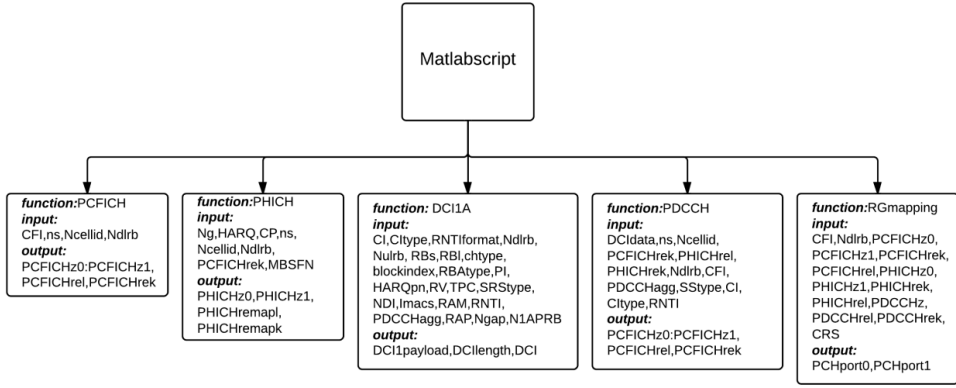 Matlabscript
function:PCFICH
input:
CFI,ns,Ncellid,Ndlrb
output:
PCFICHz0:PCFICHz1,
PCFICHrel,PCFICHrek
function:PHICH
input:
Ng,HARQ,CP,ns,
Ncellid,Ndlrb,
PCFICHrek,MBSFN
output:
PHICHz0,PHICHz1,
PHICHremapl,
PHICHremapk
function: DCI1A
input:
CI,CItype,RNTIformat,Ndlrb,
Nulrb, RBs,RBl,chtype,
blockindex,RBAtype,PI,
HARQpn,RV,TPC,SRStype,
NDI,Imacs,RAM,RNTI,
PDCCHagg,RAP,Ngap,N1APRB
output:
DCI1payload,DCIlength,DCI
function:PDCCH
input:
DCIdata,ns,Ncellid,
PCFICHrek,PHICHrel,
PHICHrek,Ndlrb,CFI,
PDCCHagg,SStype,CI,
CItype,RNTI
output:
PCFICHz0:PCFICHz1,
PCFICHrel,PCFICHrek
function:RGmapping
input:
CFI,Ndlrb,PCFICHz0,
PCFICHz1,PCFICHrek,
PCFICHrel,PHICHz0,
PHICHz1,PHICHrek,
PHICHrel,PDCCHz,
PDCCHrel,PDCCHrek,
CRS
output:
PCHport0,PCHport1